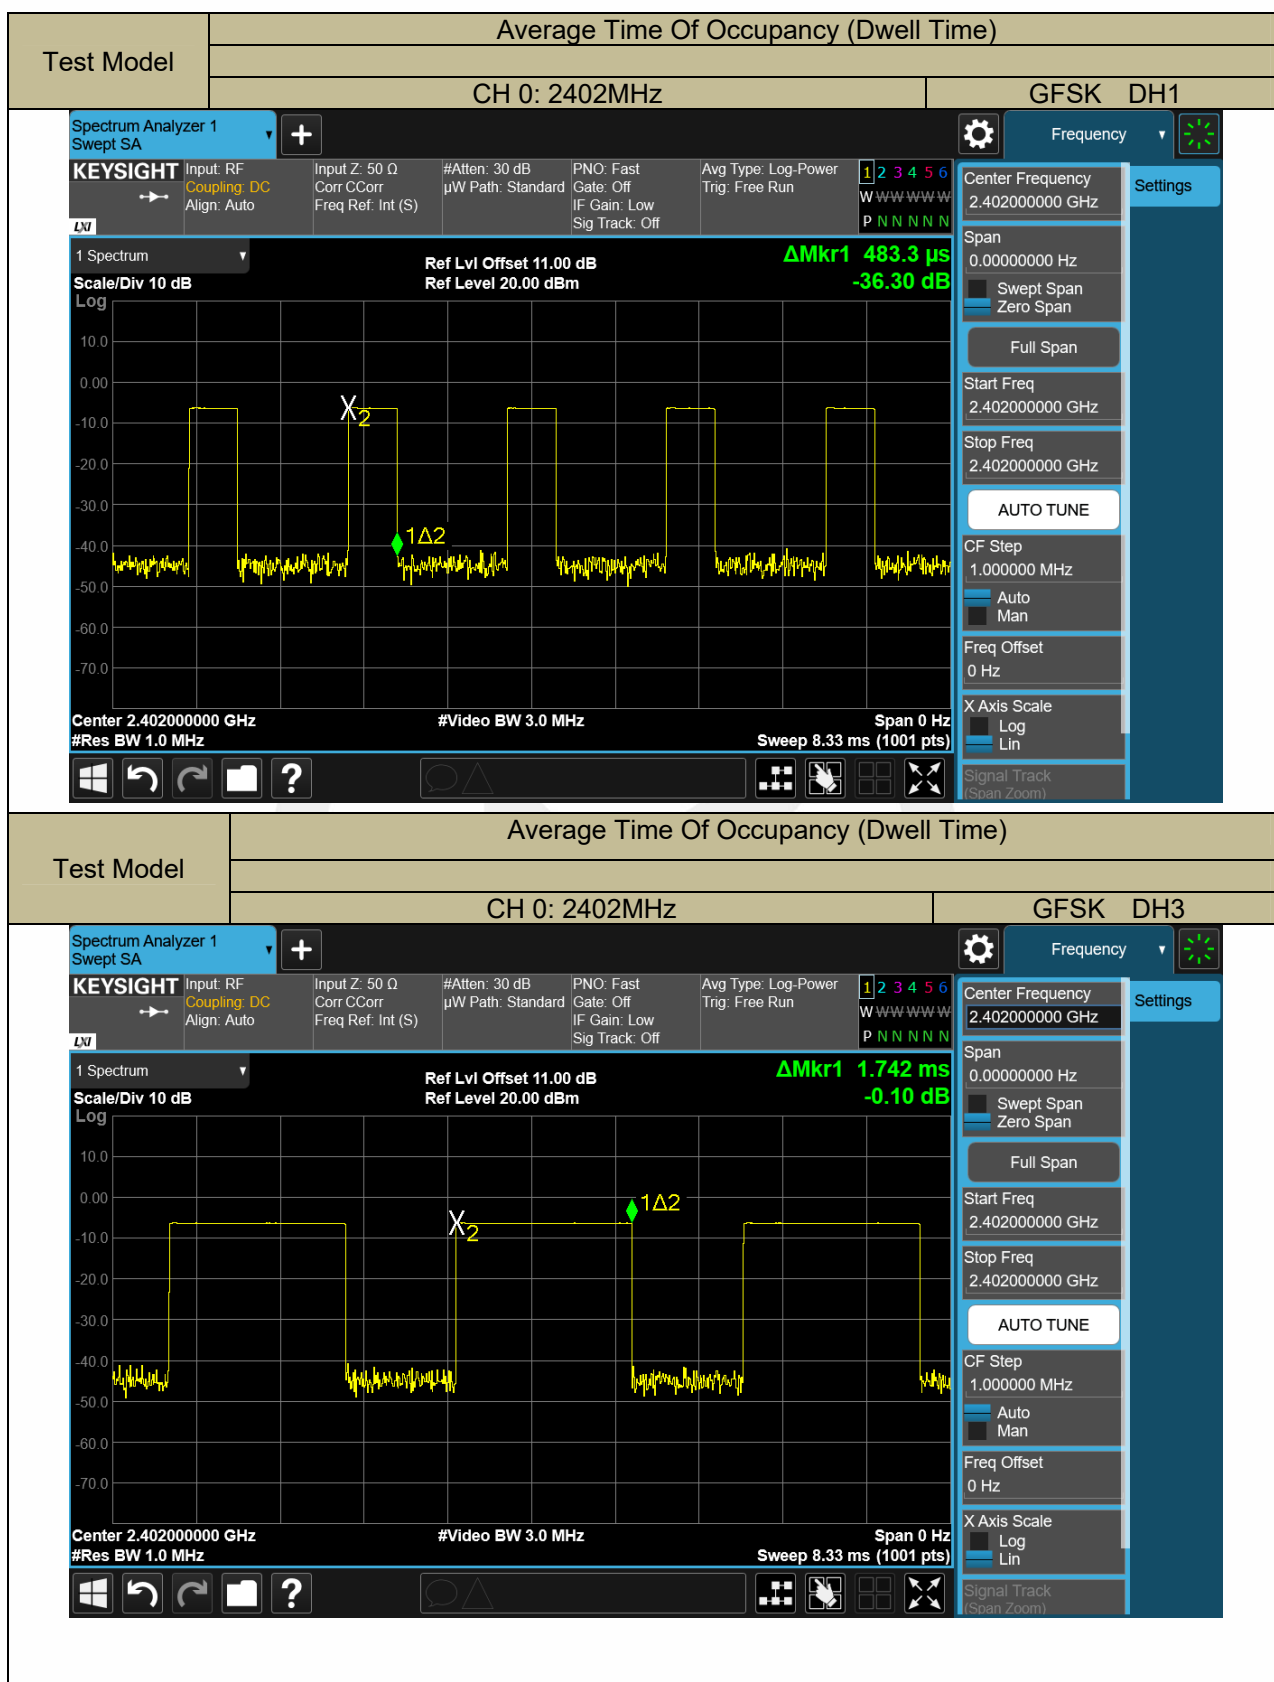 Test Model
Average Time Of Occupancy (Dwell Time)
CH 0: 2402MHz
GFSK DH1
Spectrum Analyzer 1
Swept SA
Frequency
KEYSIGHT
LXI
Input: RF
Coupling: DC
Align: Auto
Input Z: 50 Ω
Corr CCorr
Freq Ref: Int (S)
#Atten: 30 dB
µW Path: Standard
PNO: Fast
Gate: Off
IF Gain: Low
Sig Track: Off
Avg Type: Log-Power
Trig: Free Run
1 2 3 4 5 6
W W W W W W
P N N N N N
1 Spectrum
Scale/Div 10 dB
Log
Ref Lvl Offset 11.00 dB
Ref Level 20.00 dBm
ΔMkr1 483.3 µs
-36.30 dB
10.0
0.00
-10.0
-20.0
-30.0
-40.0
-50.0
-60.0
-70.0
X2
1Δ2
Center 2.402000000 GHz
#Res BW 1.0 MHz
#Video BW 3.0 MHz
Span 0 Hz
Sweep 8.33 ms (1001 pts)
Center Frequency
2.402000000 GHz
Settings
Span
0.00000000 Hz
Swept Span
Zero Span
Full Span
Start Freq
2.402000000 GHz
Stop Freq
2.402000000 GHz
AUTO TUNE
CF Step
1.000000 MHz
Auto
Man
Freq Offset
0 Hz
X Axis Scale
Log
Lin
Signal Track
(Span Zoom)
Test Model
Average Time Of Occupancy (Dwell Time)
CH 0: 2402MHz
GFSK DH3
Spectrum Analyzer 1
Swept SA
Frequency
KEYSIGHT
LXI
Input: RF
Coupling: DC
Align: Auto
Input Z: 50 Ω
Corr CCorr
Freq Ref: Int (S)
#Atten: 30 dB
µW Path: Standard
PNO: Fast
Gate: Off
IF Gain: Low
Sig Track: Off
Avg Type: Log-Power
Trig: Free Run
1 2 3 4 5 6
W W W W W W
P N N N N N
1 Spectrum
Scale/Div 10 dB
Log
Ref Lvl Offset 11.00 dB
Ref Level 20.00 dBm
ΔMkr1 1.742 ms
-0.10 dB
10.0
0.00
-10.0
-20.0
-30.0
-40.0
-50.0
-60.0
-70.0
X2
1Δ2
Center 2.402000000 GHz
#Res BW 1.0 MHz
#Video BW 3.0 MHz
Span 0 Hz
Sweep 8.33 ms (1001 pts)
Center Frequency
2.402000000 GHz
Settings
Span
0.00000000 Hz
Swept Span
Zero Span
Full Span
Start Freq
2.402000000 GHz
Stop Freq
2.402000000 GHz
AUTO TUNE
CF Step
1.000000 MHz
Auto
Man
Freq Offset
0 Hz
X Axis Scale
Log
Lin
Signal Track
(Span Zoom)